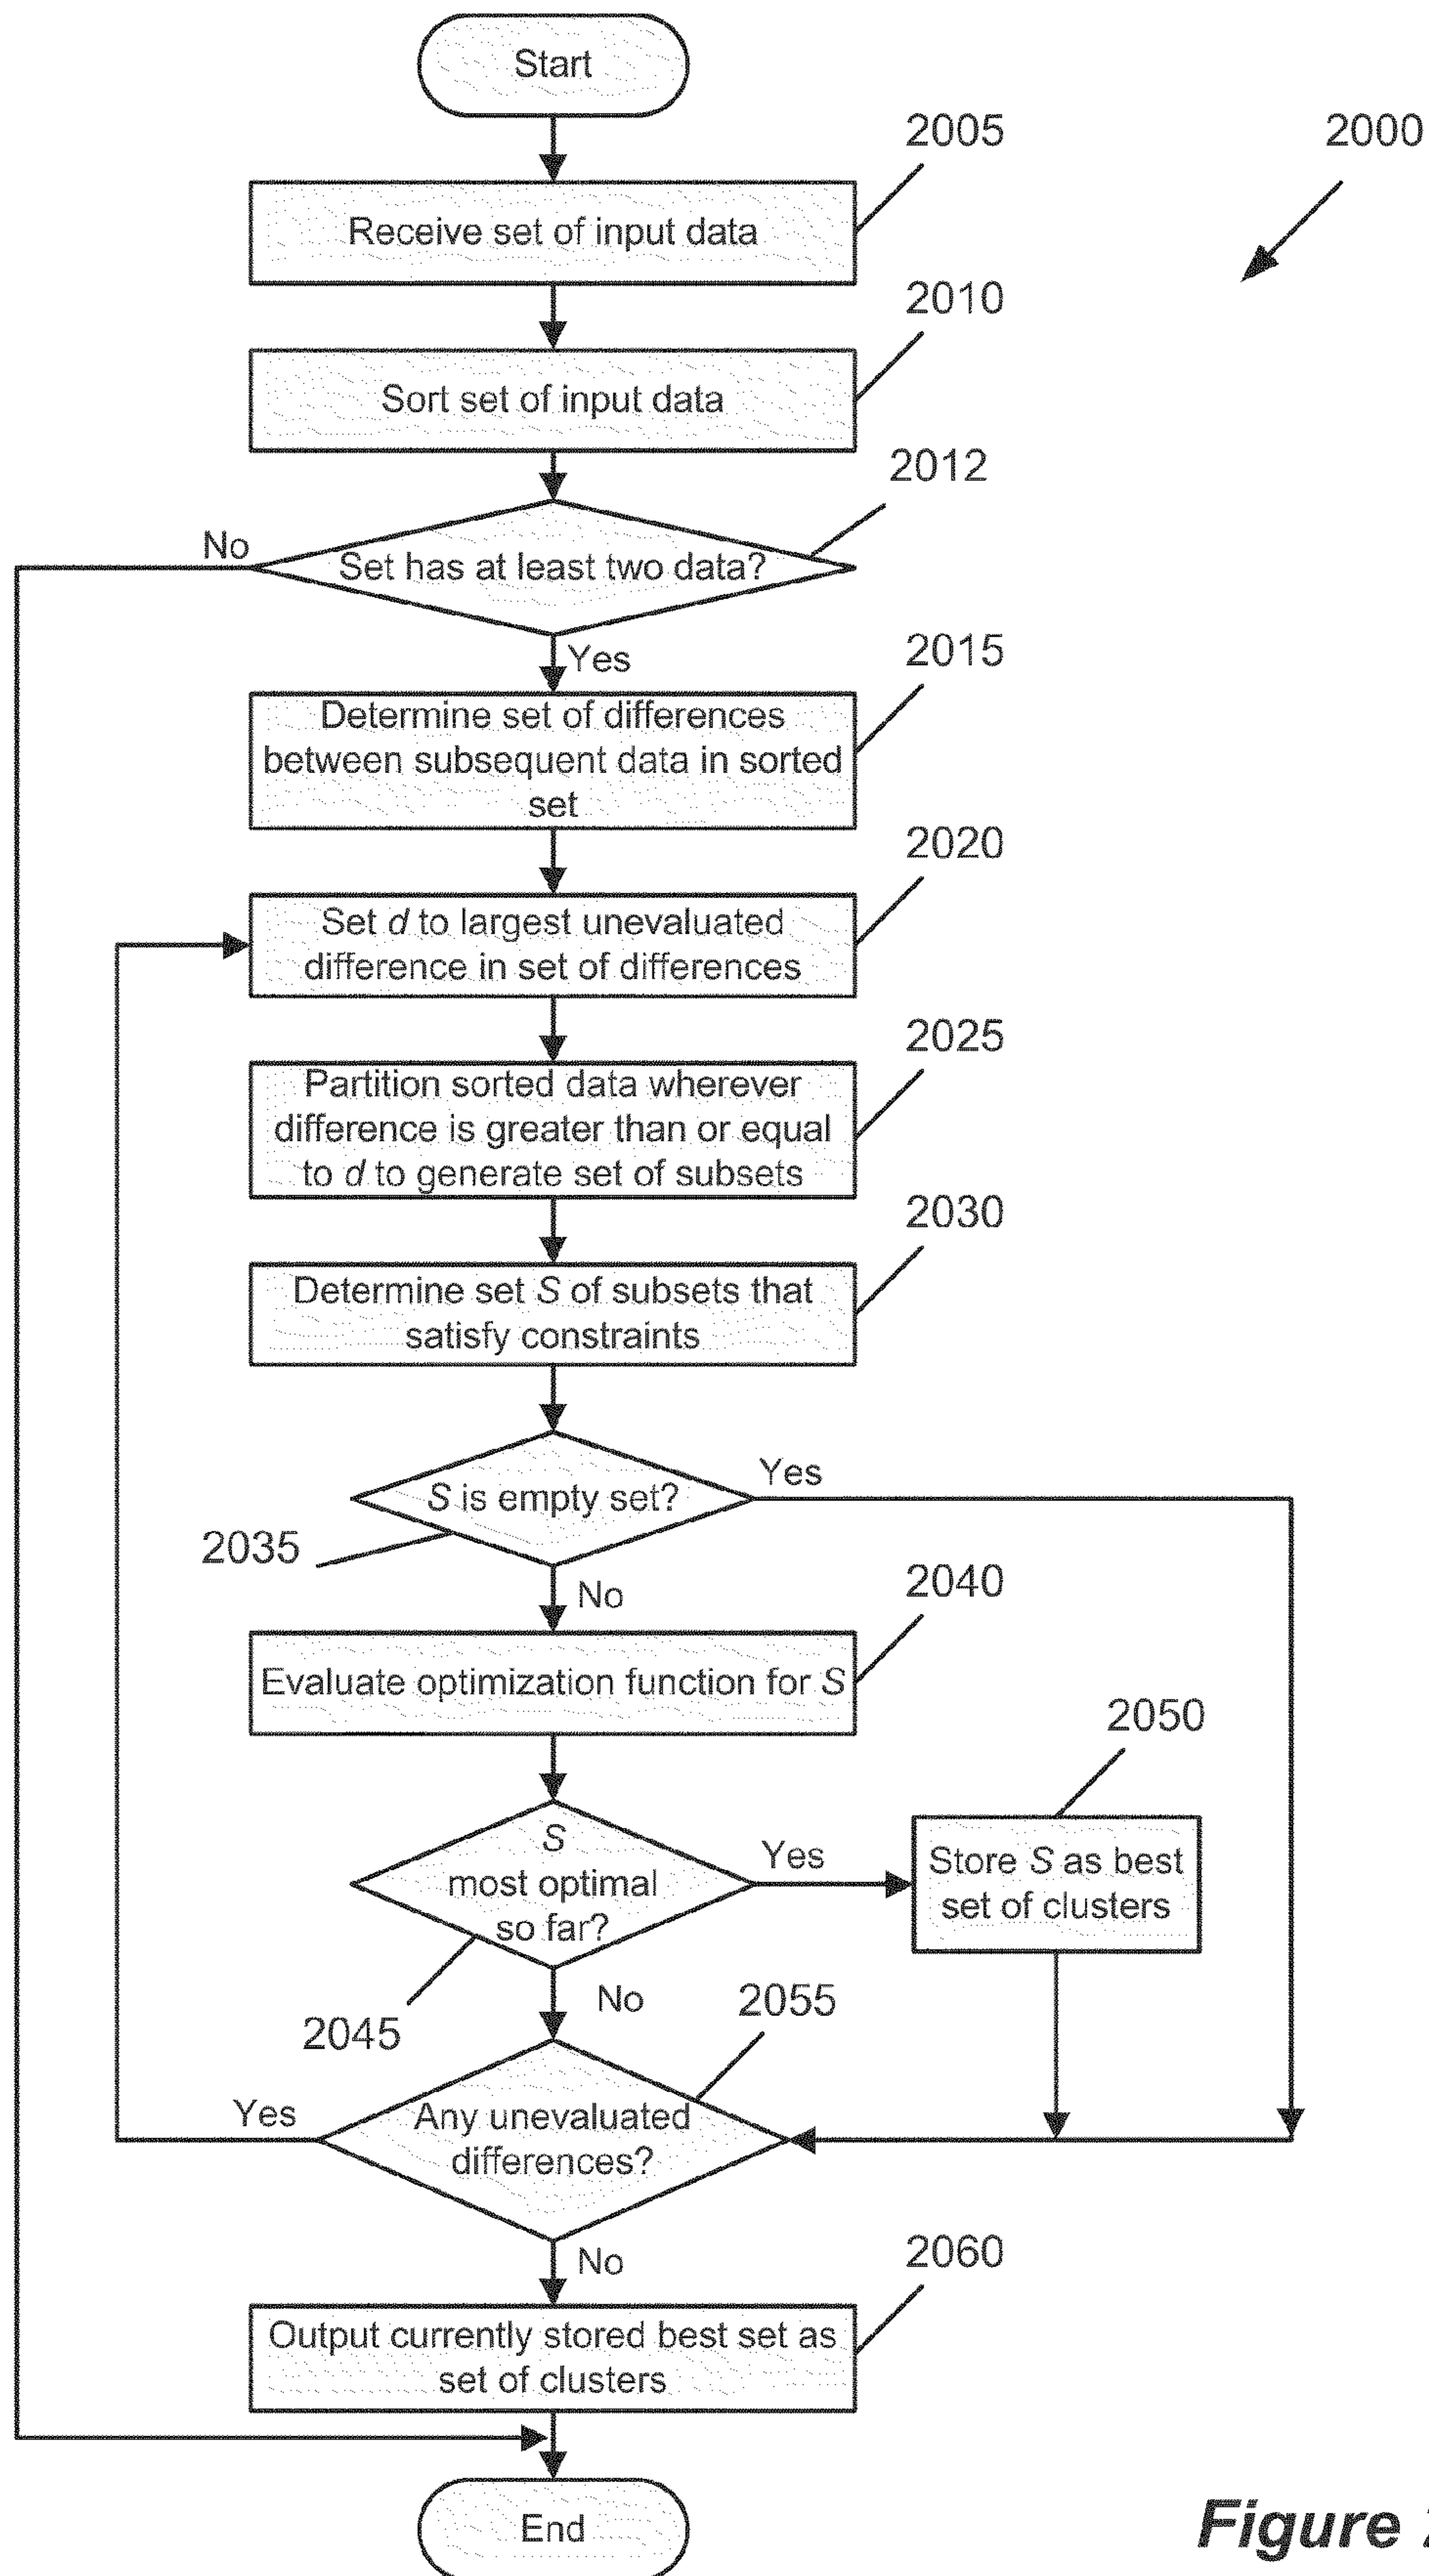 Start
2005
2000
Receive set of input data
2010
Sort set of input data
2012
No
Set has at least two data?
Yes
2015
Determine set of differences
between subsequent data in sorted
set
2020
Set d to largest unevaluated
difference in set of differences
2025
Partition sorted data wherever
difference is greater than or equal
to d to generate set of subsets
2030
Determine set S of subsets that
satisfy constraints
Yes
S is empty set?
2035
No
2040
Evaluate optimization function for S
2050
S
most optimal
so far?
Yes
Store S as best
set of clusters
No
2055
2045
Yes
Any unevaluated
differences?
No
2060
Output currently stored best set as
set of clusters
End
Figure